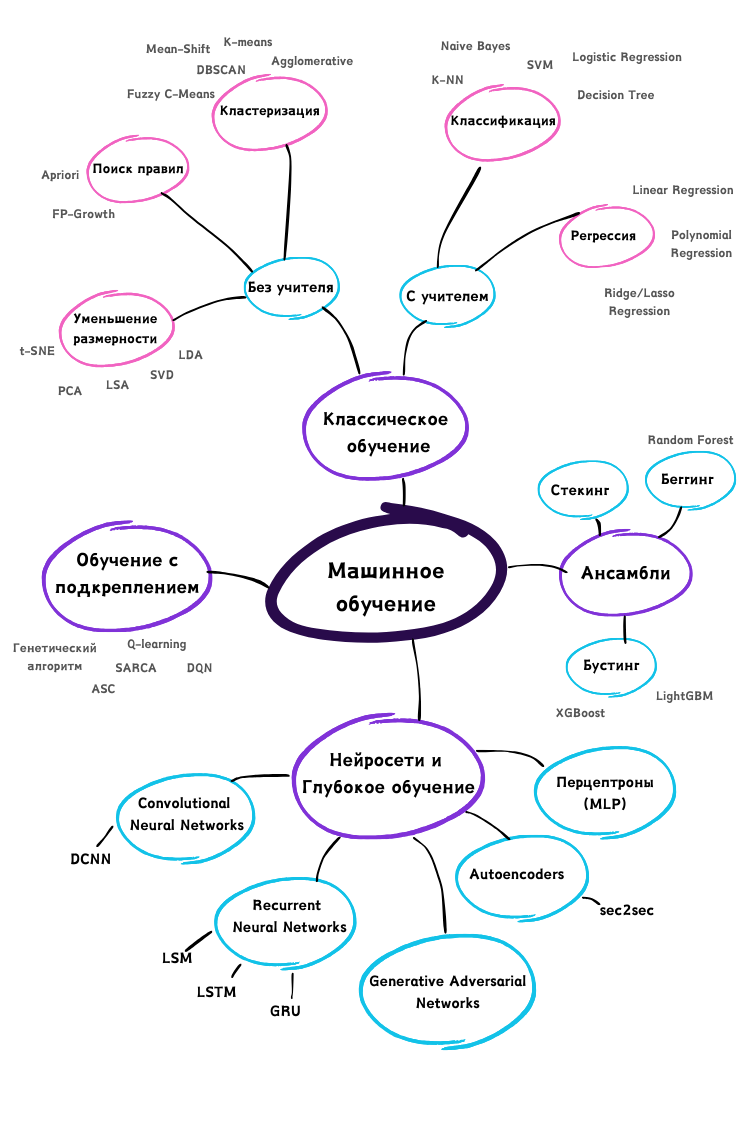 K-means
Mean-Shift
Agglomerative
DBSCAN
Fuzzy C-Means
Кластеризация
Naive Bayes
Logistic Regression
SVM
K-NN
Decision Tree
Классификация
Поиск правил
Apriori
FP-Growth
Linear Regression
Регрессия
Polynomial
Regression
Ridge/Lasso
Regression
Без учителя
С учителем
Уменьшение
размерности
t-SNE
LDA
SVD
LSA
PCA
Классическое
обучение
Random Forest
Стекинг
Беггинг
Обучение с
подкреплением
Машинное
обучение
Ансамбли
Генетический
алгоритм
Q-learning
SARCA
DQN
ASC
Бустинг
LightGBM
XGBoost
Нейросети и
Глубокое обучение
Перцептроны
(MLP)
Convolutional
Neural Networks
DCNN
Autoencoders
sec2sec
Recurrent
Neural Networks
LSM
LSTM
GRU
Generative Adversarial
Networks